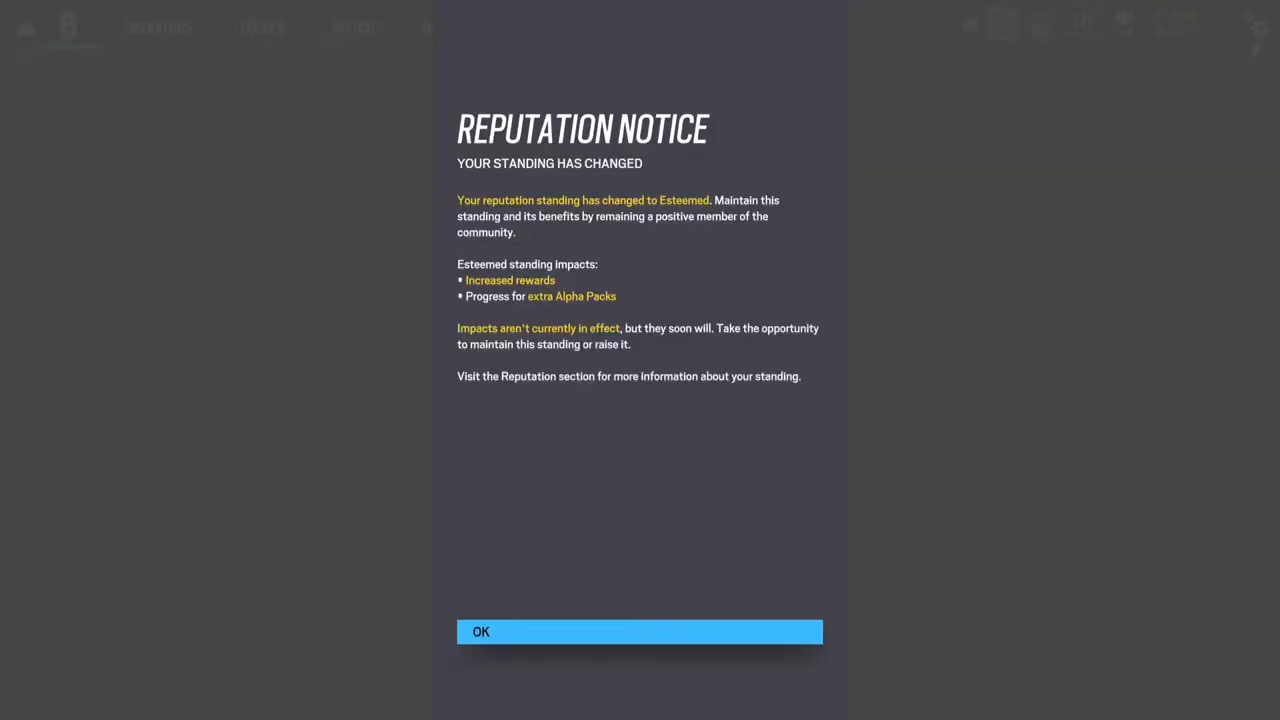 REPUTATION NOTICE
YOUR STANDING HAS CHANGED
Your reputation standing has changed to Esteemed. Maintain this
standing and its benefits by remaining a positive member of the
community.
Esteemed standing impacts:
• Increased rewards
• Progress for extra Alpha Packs
Impacts aren't currently in effect, but they soon will. Take the opportunity
to maintain this standing or raise it.
Visit the Reputation section for more information about your standing.
OK